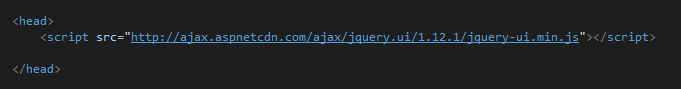 <head>
<script src="http://ajax.aspnetcdn.com/ajax/jquery.ui/1.12.1/jquery-ui.min.js"></script>
</head>